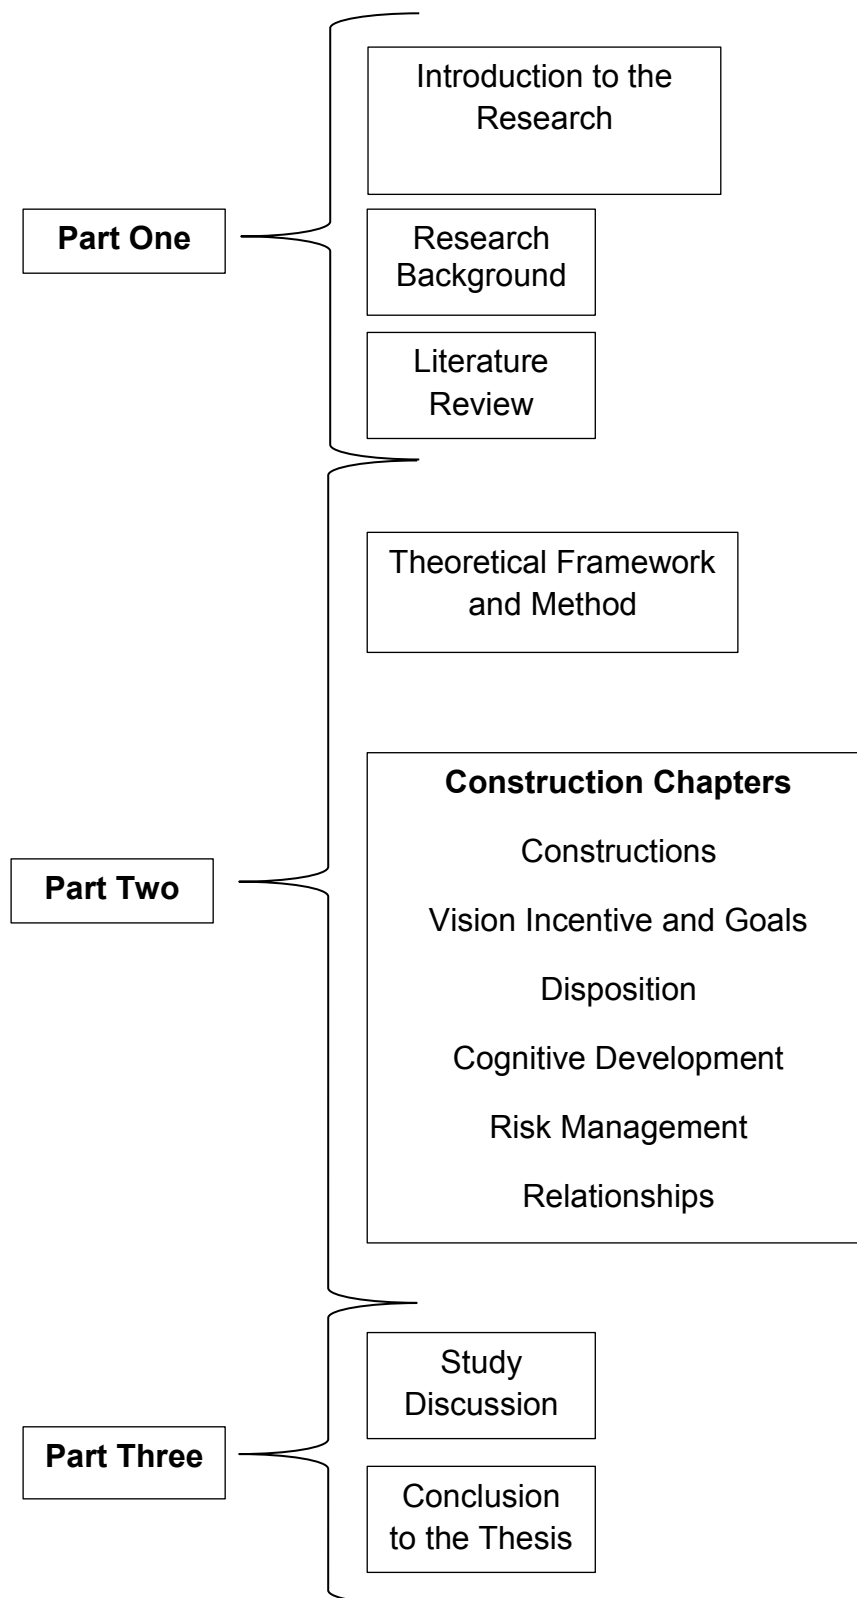 Introduction to the
Research
Part One
Research
Background
Literature
Review
Theoretical Framework
and Method
Construction Chapters
Constructions
Vision Incentive and Goals
Disposition
Cognitive Development
Risk Management
Relationships
Part Two
Study
Discussion
Part Three
Conclusion
to the Thesis